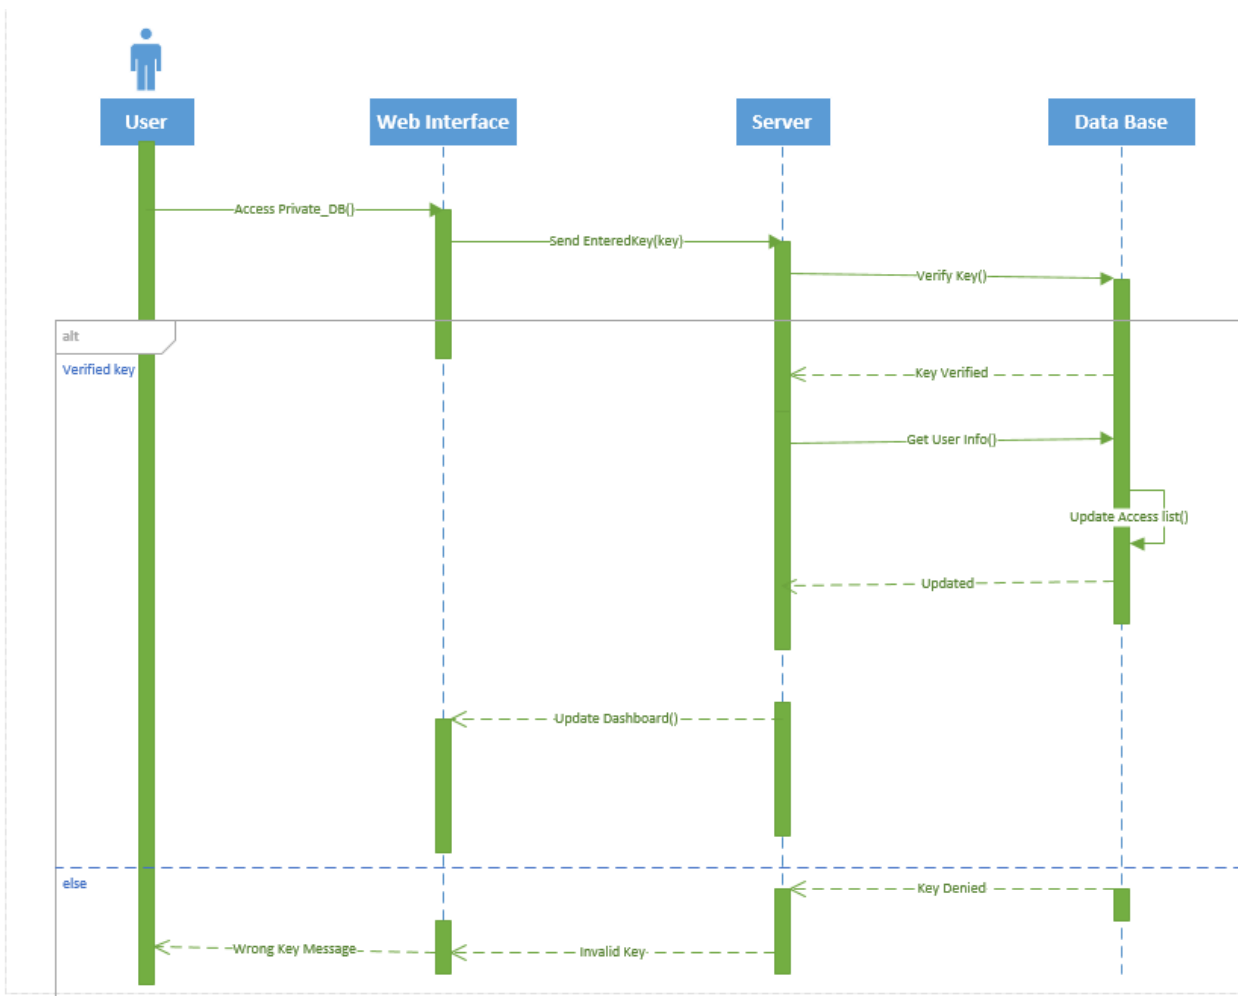 User
Web Interface
Server
Data Base
Access Private_DB()
Send EnteredKey(key)
Verify Key()
alt
Verified key
Key Verified
Get User Info()
Update Access list()
Updated
Update Dashboard()
else
Key Denied
Wrong Key Message
Invalid Key